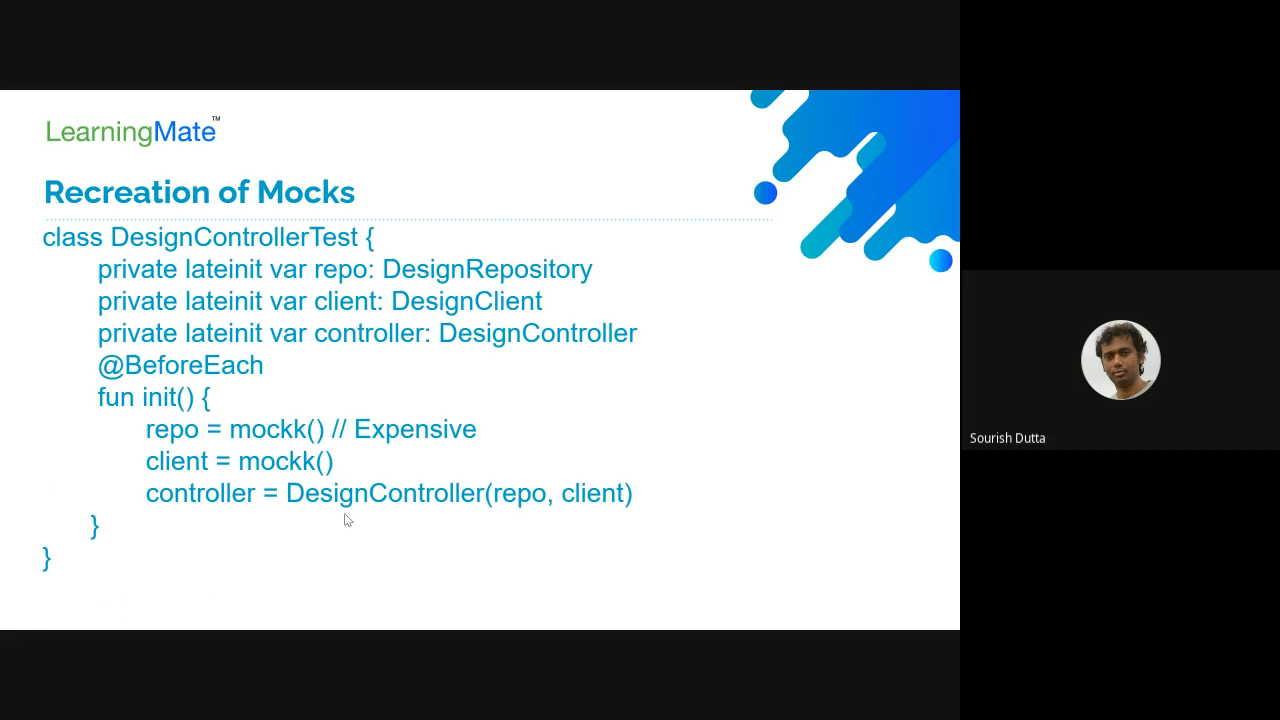 LearningMate™
Recreation of Mocks
class DesignControllerTest {
private lateinit var repo: DesignRepository
private lateinit var client: DesignClient
private lateinit var controller: DesignController
@BeforeEach
fun init() {
repo = mockk() // Expensive
client = mockk()
controller = DesignController(repo, client)
}
}
Sourish Dutta